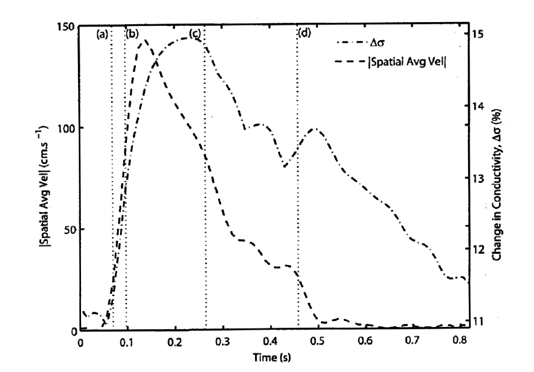 150
100
50
0
|Spatial Avg Vel| (cm.s⁻¹)
(a)
(b)
(c)
(d)
Δσ
|Spatial Avg Vel|
15
14
13
12
11
Change in Conductivity, Δσ (%)
0 0.1 0.2 0.3 0.4 0.5 0.6 0.7 0.8
Time (s)